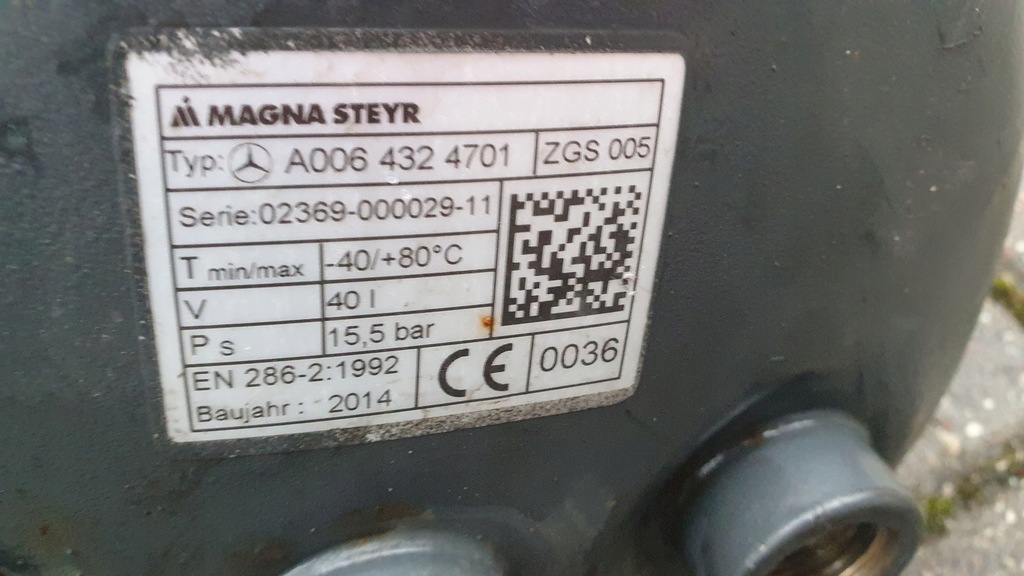 MAGNA STEYR
Typ: A006 432 4701 ZGS 005
Serie:02369-000029-11
T min/max -40/+80°C
V 40 l
P s 15,5 bar
EN 286-2:1992
Baujahr : 2014
CE 0036